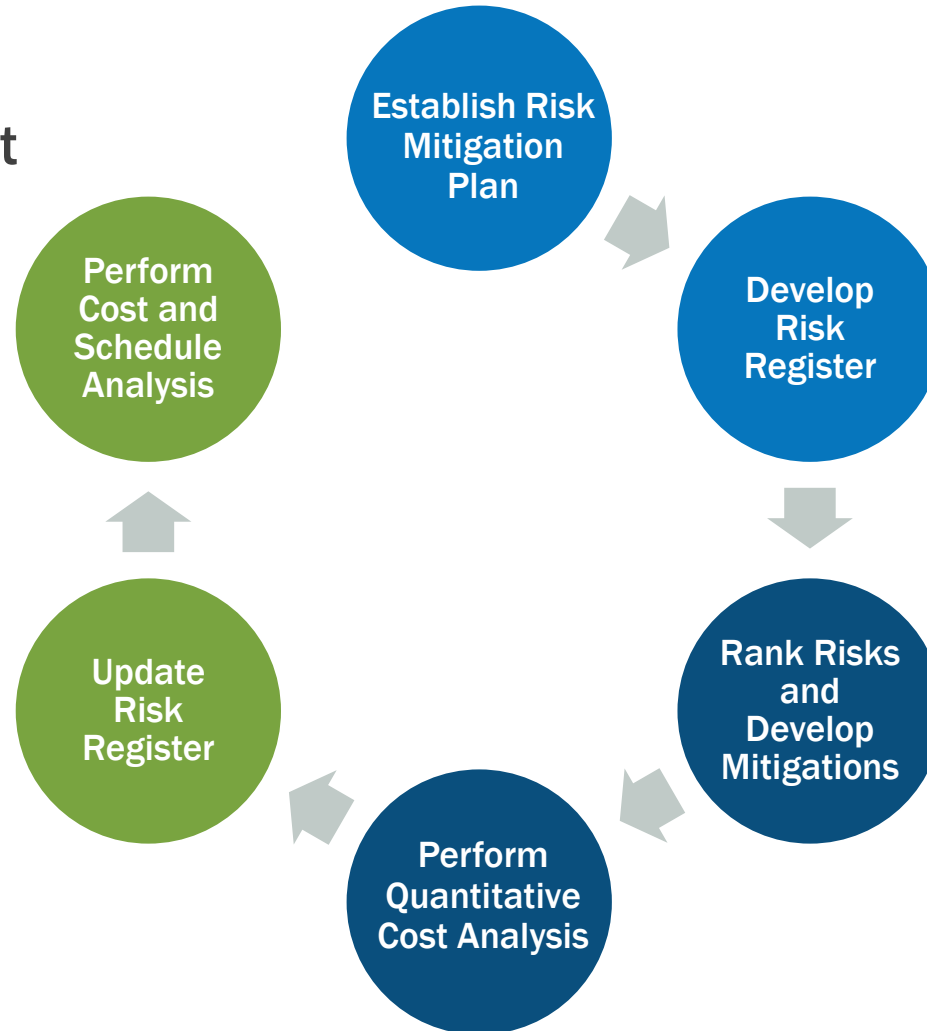 t
Establish Risk
Mitigation
Plan
Develop
Risk
Register
Rank Risks
and
Develop
Mitigations
Perform
Quantitative
Cost Analysis
Update
Risk
Register
Perform
Cost and
Schedule
Analysis